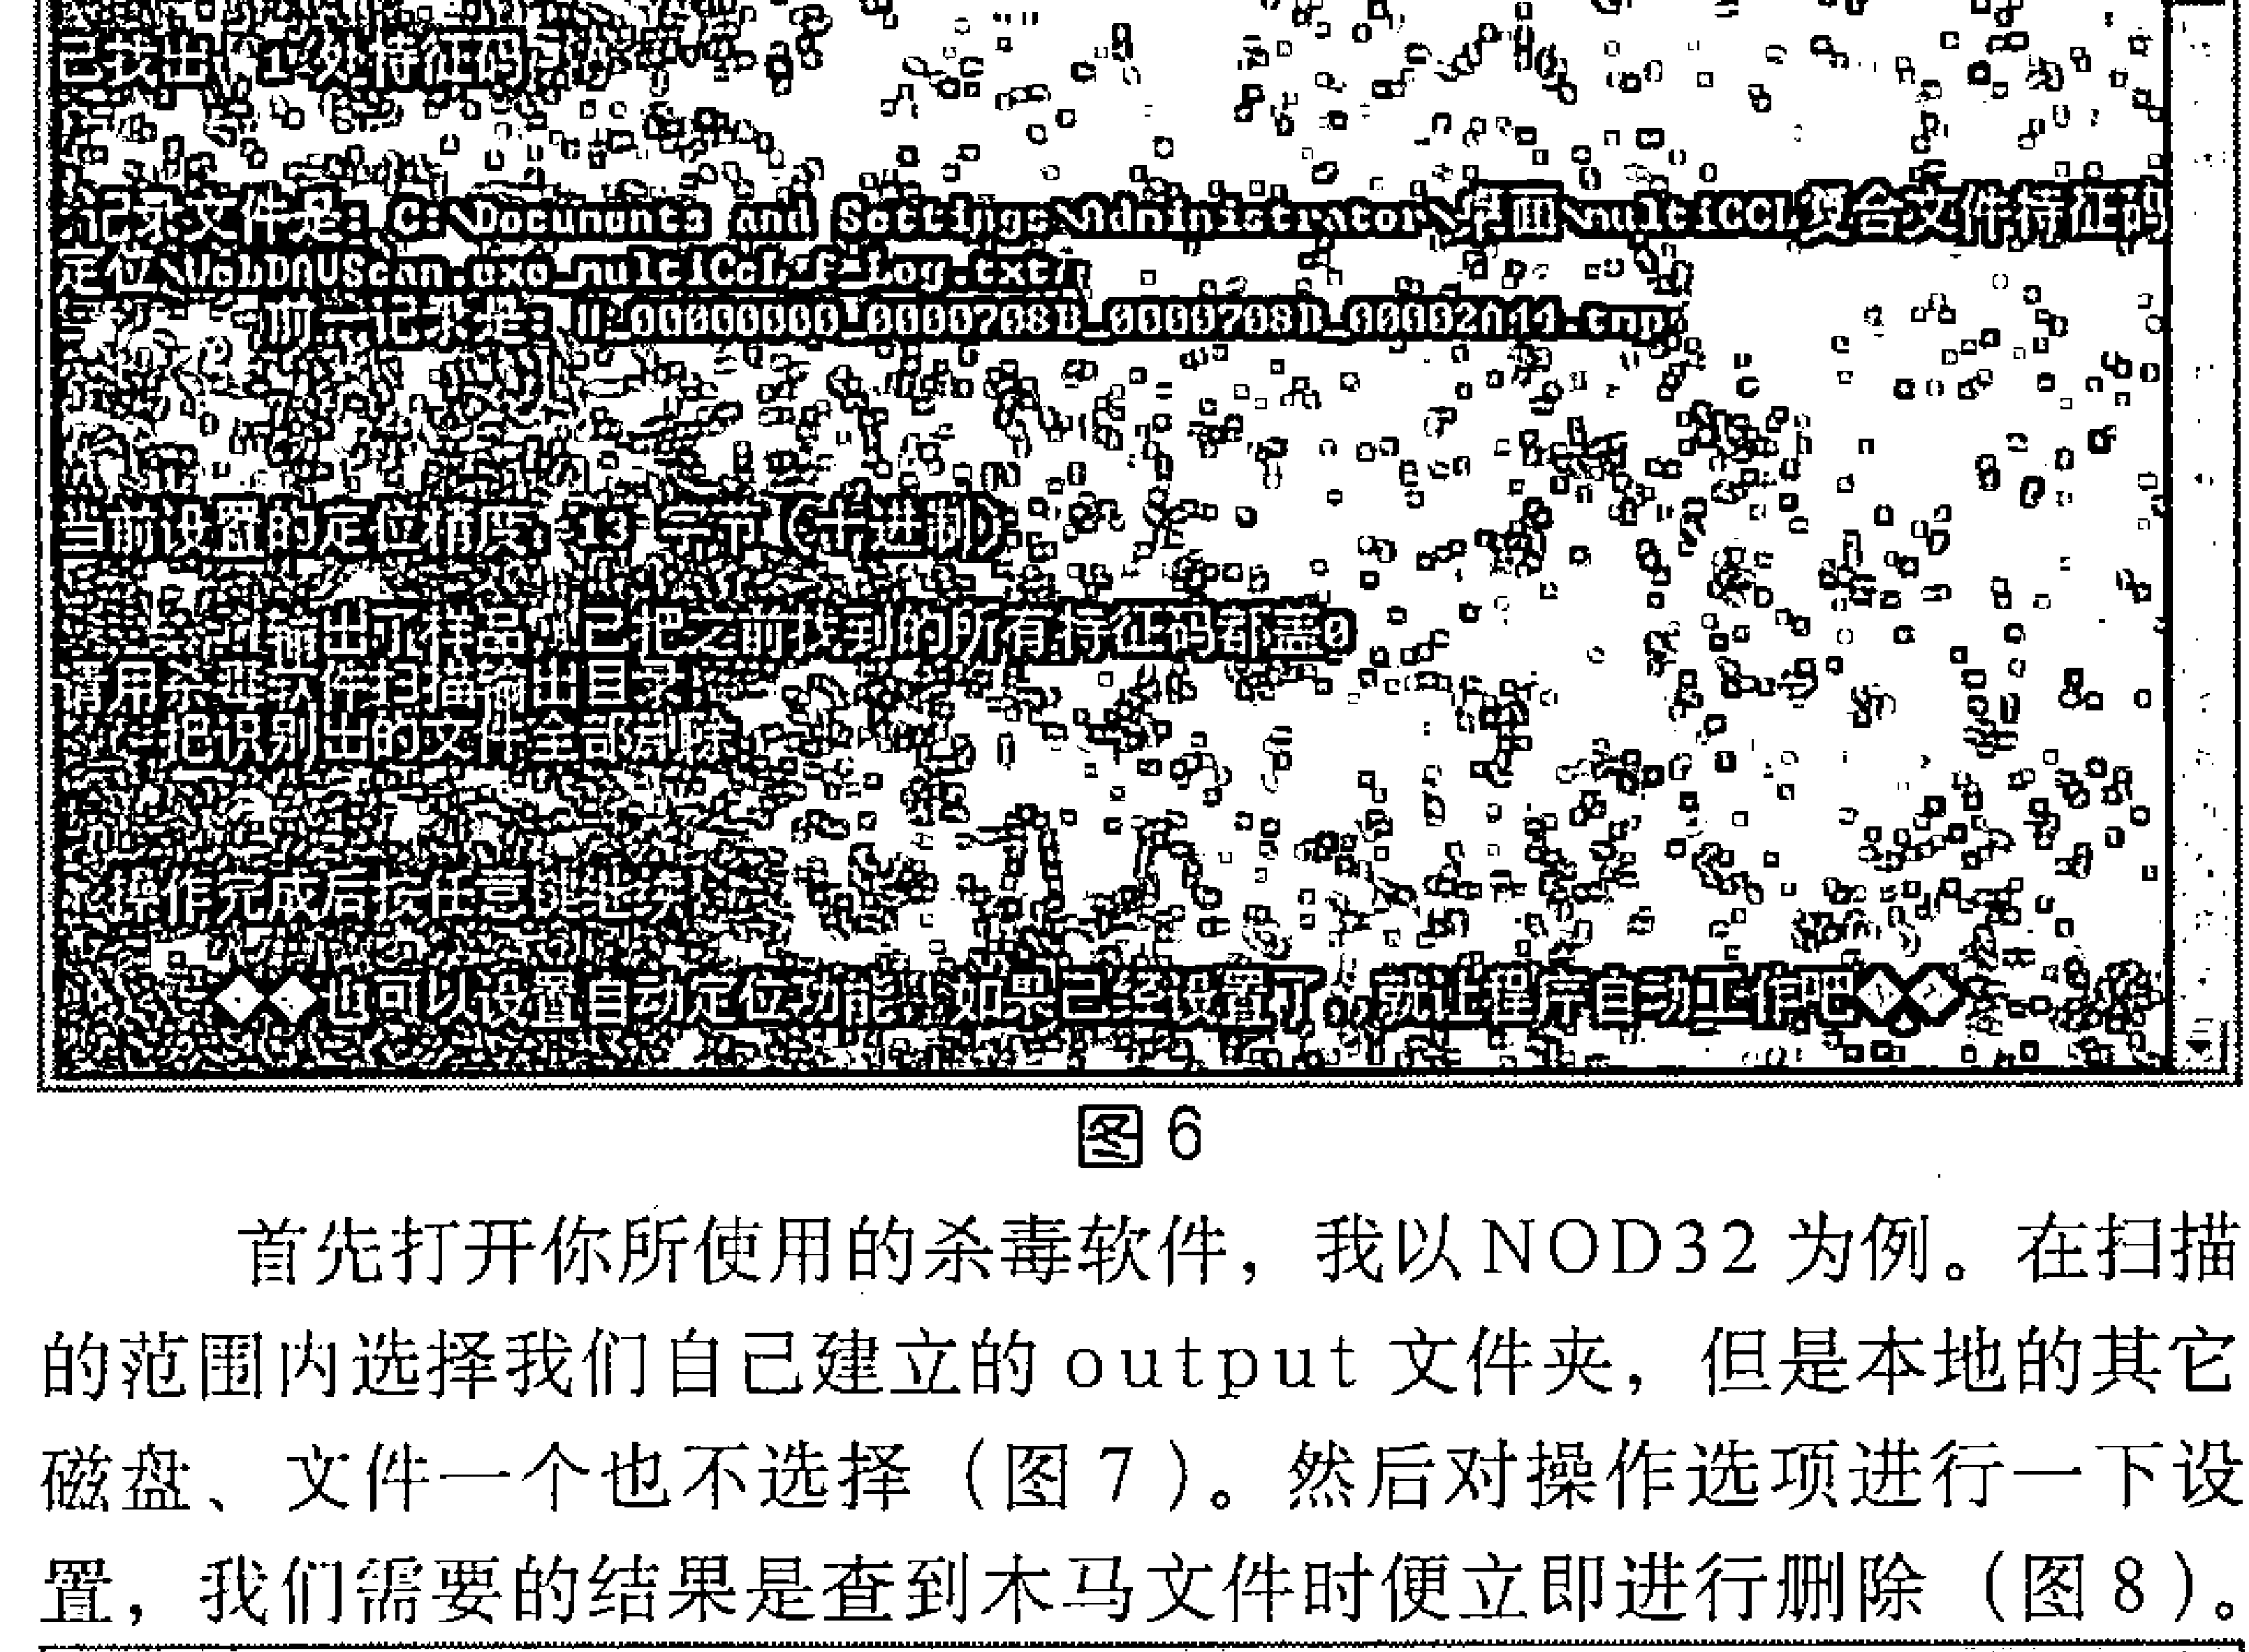 已找出 1 处特征码
记录文件是: C:\Documents and Settings\Administrator\桌面\multiCCL复合文件特征码
定位\WebDAVScan.exe_multiCCL_f_Log.txt
前一记录是:
当前设置的定位精度: 13 字节 (十进制)
输出了样品, 已把之前找到的所有特征码都盖0
请用杀毒软件扫描输出目录,
把识别出的文件全部删除
操作完成后按任意键继续
◆◆也可以设置自动定位功能, 如果已经设置了, 就让程序自动工作吧◆◆
图 6
首先打开你所使用的杀毒软件，我以NOD32为例。在扫描
的范围内选择我们自己建立的output文件夹，但是本地的其它
磁盘、文件一个也不选择（图7）。然后对操作选项进行一下设
置，我们需要的结果是查到木马文件时便立即进行删除（图8）。